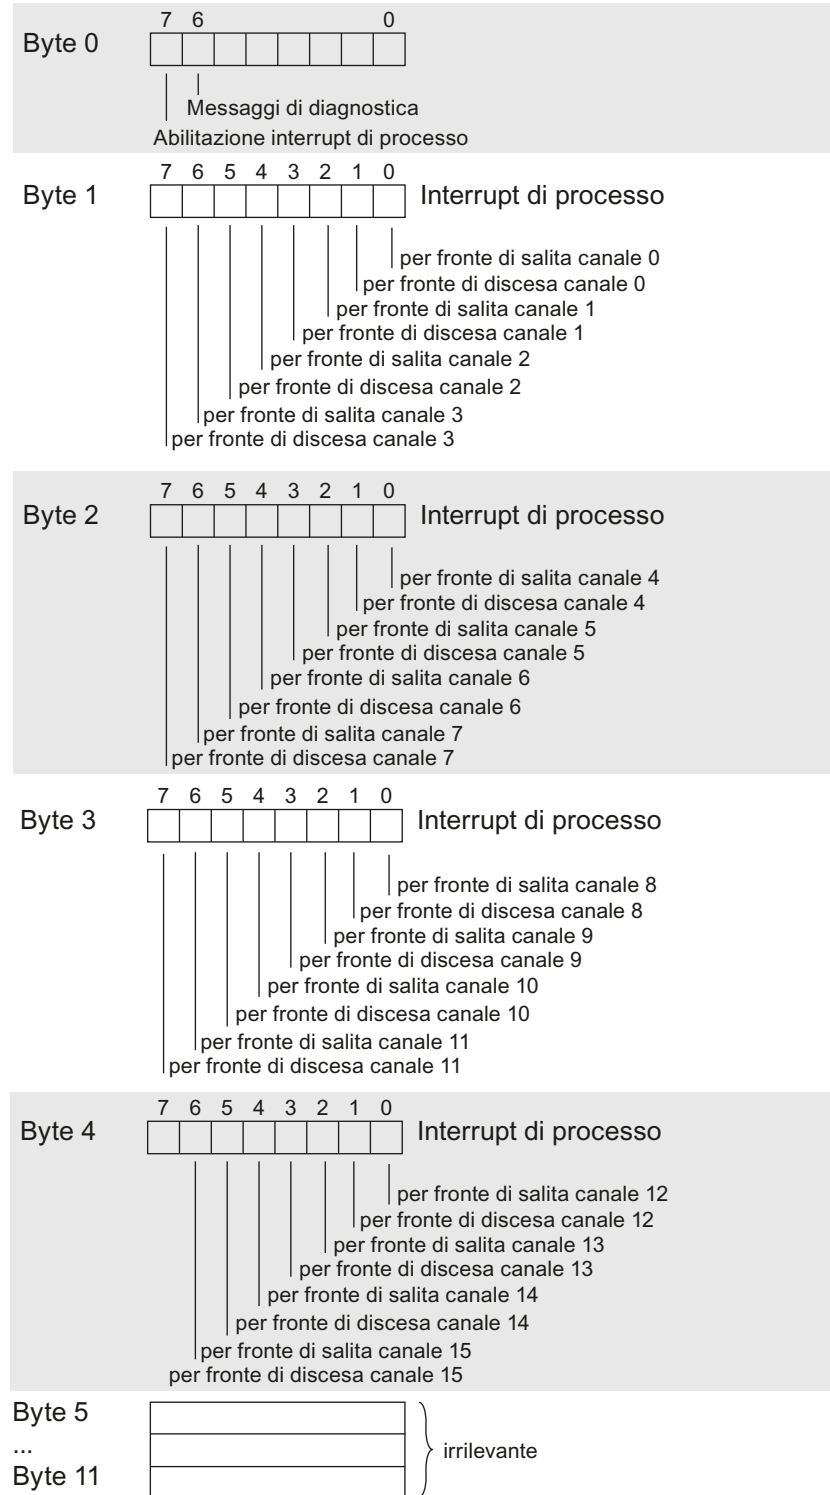 7 6 0
Byte 0
Messaggi di diagnostica
Abilitazione interrupt di processo
7 6 5 4 3 2 1 0
Byte 1 Interrupt di processo
per fronte di salita canale 0
per fronte di discesa canale 0
per fronte di salita canale 1
per fronte di discesa canale 1
per fronte di salita canale 2
per fronte di discesa canale 2
per fronte di salita canale 3
per fronte di discesa canale 3
7 6 5 4 3 2 1 0
Byte 2 Interrupt di processo
per fronte di salita canale 4
per fronte di discesa canale 4
per fronte di salita canale 5
per fronte di discesa canale 5
per fronte di salita canale 6
per fronte di discesa canale 6
per fronte di salita canale 7
per fronte di discesa canale 7
7 6 5 4 3 2 1 0
Byte 3 Interrupt di processo
per fronte di salita canale 8
per fronte di discesa canale 8
per fronte di salita canale 9
per fronte di discesa canale 9
per fronte di salita canale 10
per fronte di discesa canale 10
per fronte di salita canale 11
per fronte di discesa canale 11
7 6 5 4 3 2 1 0
Byte 4 Interrupt di processo
per fronte di salita canale 12
per fronte di discesa canale 12
per fronte di salita canale 13
per fronte di discesa canale 13
per fronte di salita canale 14
per fronte di discesa canale 14
per fronte di salita canale 15
per fronte di discesa canale 15
Byte 5
... irrilevante
Byte 11